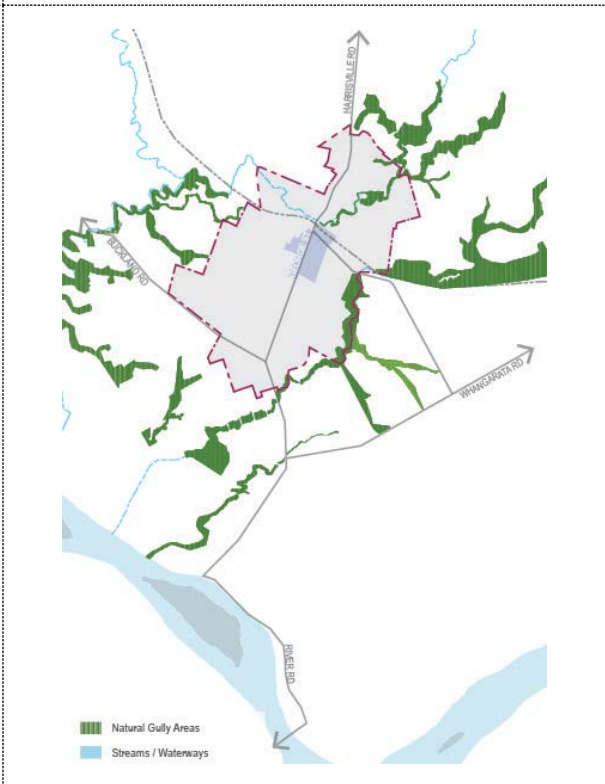 HARRISVILLE RD
BUCKLAND RD
WHANGARATA RD
RIVER RD
Natural Gully Areas
Streams / Waterways